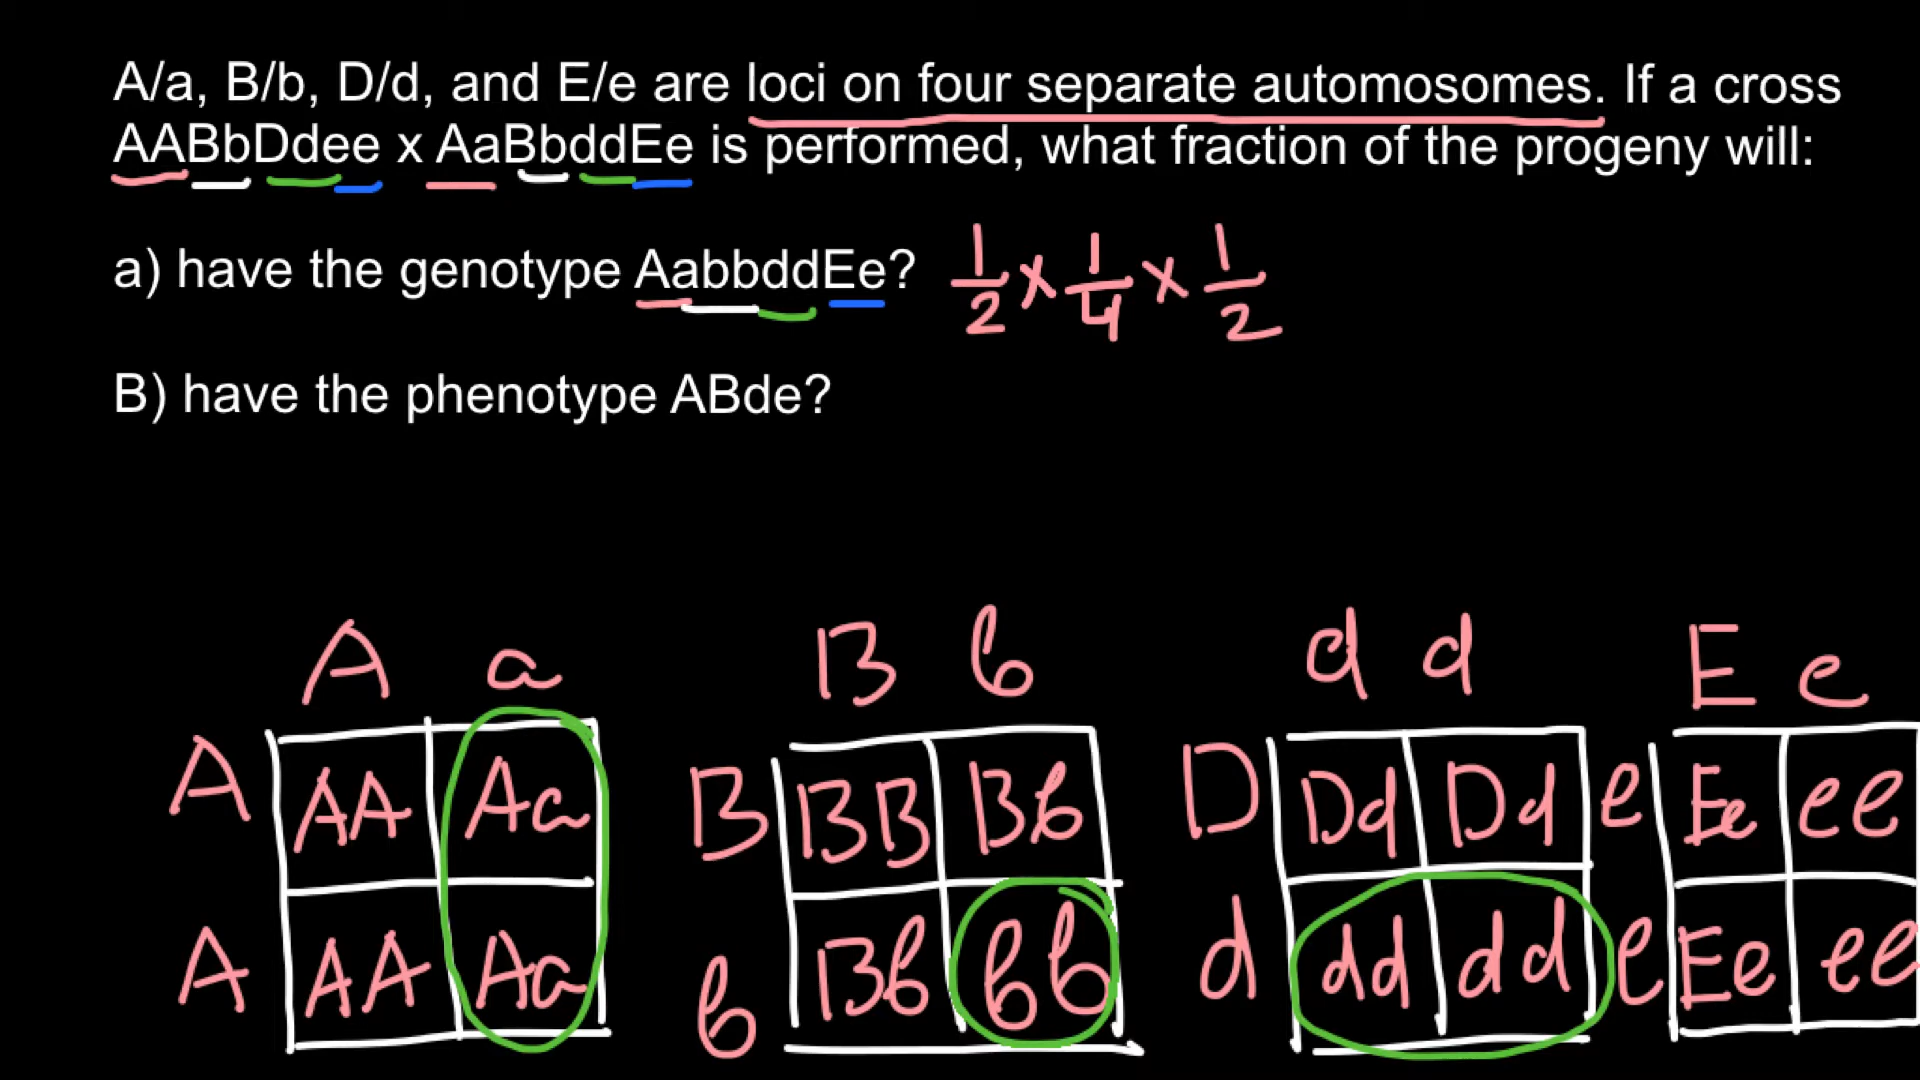 A/a, B/b, D/d, and E/e are loci on four separate automosomes. If a cross
AABbDdee x AaBbddEe is performed, what fraction of the progeny will:
a) have the genotype AabbddEe? 1/2 x 1/4 x 1/2
B) have the phenotype ABde?
A a B b d d E e
A AA Aa B BB Bb D Dd Dd e Ee ee
A AA Aa b Bb bb d dd dd e Ee ee